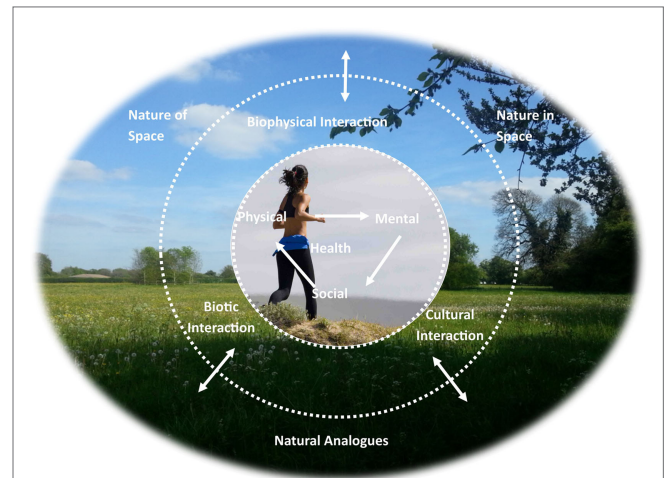 Nature of
Space
Biophysical Interaction
Nature in
Space
Physical
Mental
Health
Social
Biotic
Interaction
Cultural
Interaction
Natural Analogues